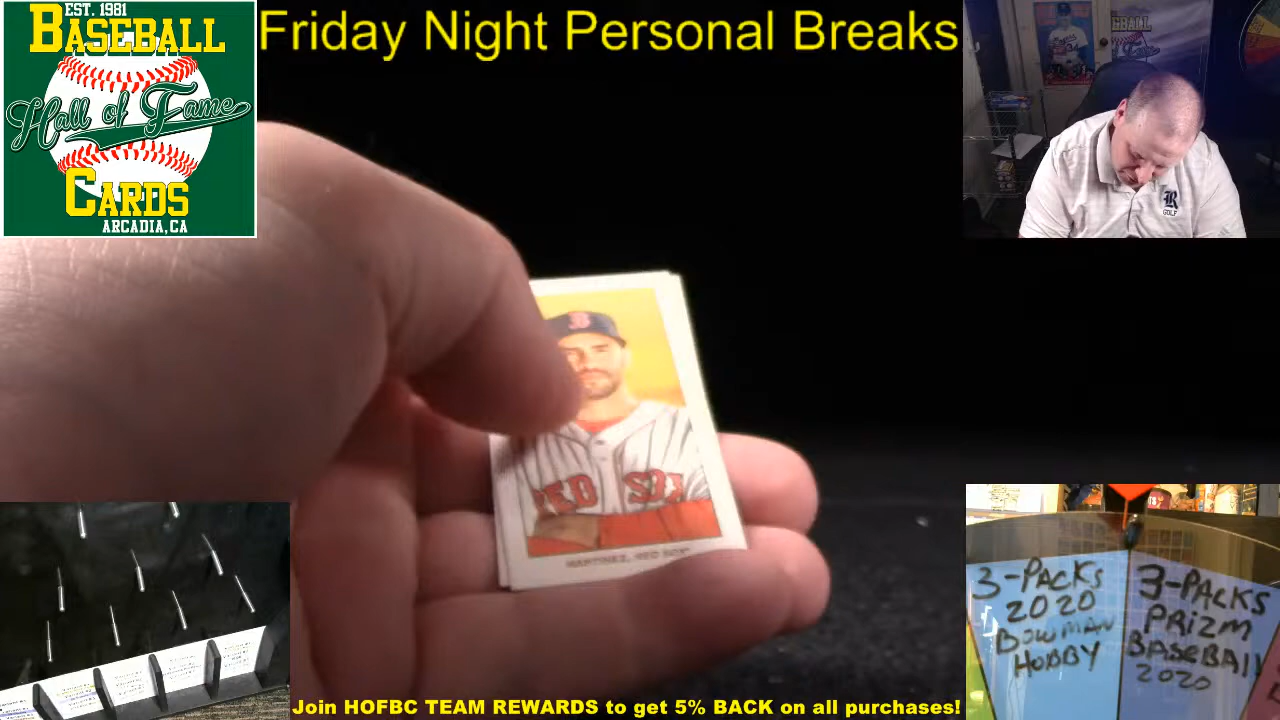 EST. 1981
BASEBALL
Hall of Fame
CARDS
ARCADIA, CA
Friday Night Personal Breaks
R
GOLF
B
RED SOX
MARTINEZ, RED SOX
3-PACKS
2020
BOWMAN
HOBBY
3-PACKS
PRiZM
BASEBALL
2020
Join HOFBC TEAM REWARDS to get 5% BACK on all purchases!